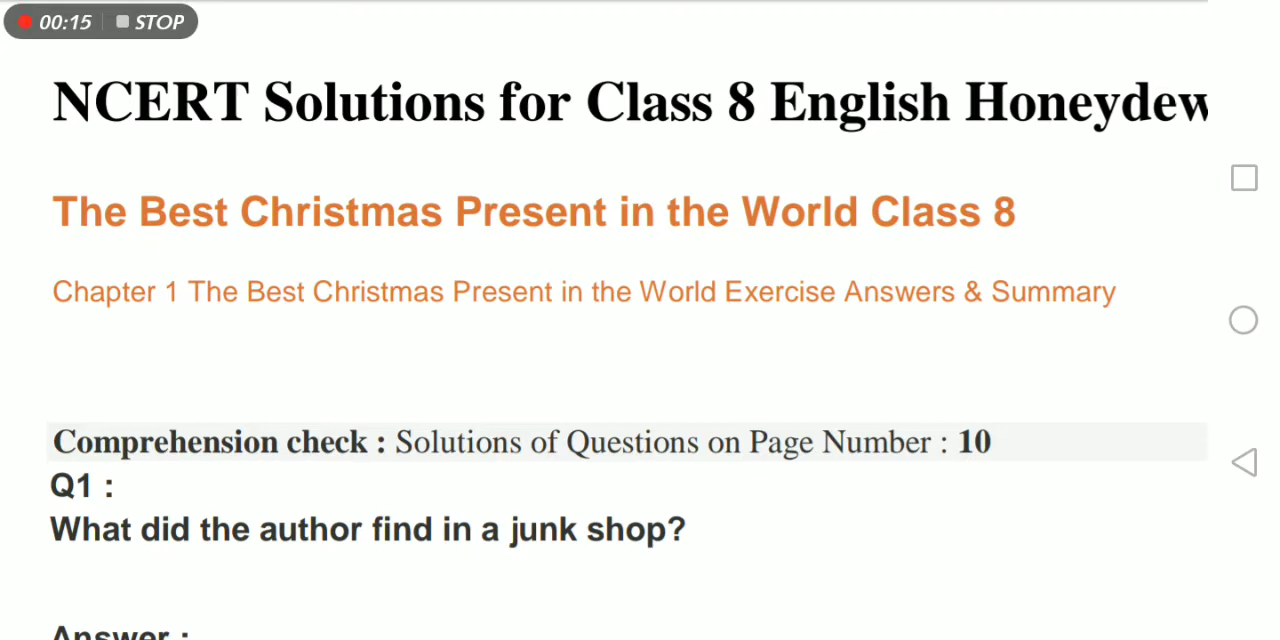 00:15 STOP
NCERT Solutions for Class 8 English Honeydew
The Best Christmas Present in the World Class 8
Chapter 1 The Best Christmas Present in the World Exercise Answers & Summary
Comprehension check : Solutions of Questions on Page Number : 10
Q1 :
What did the author find in a junk shop?
Answer :